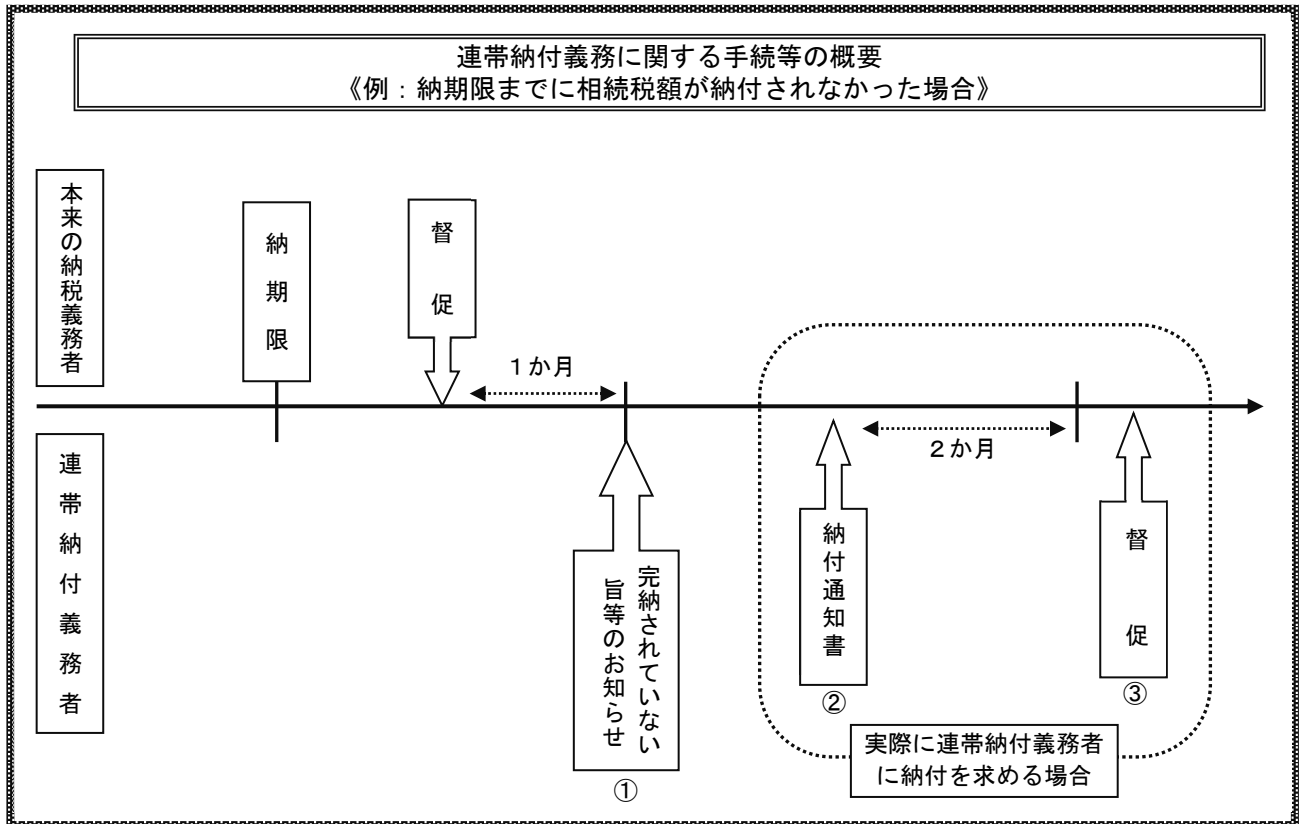 連帯納付義務に関する手続等の概要
《例：納期限までに相続税額が納付されなかった場合》
本来の納税義務者
納期限
督促
１か月
２か月
連帯納付義務者
完納されていない
旨等のお知らせ
①
納付通知書
②
督促
③
実際に連帯納付義務者
に納付を求める場合